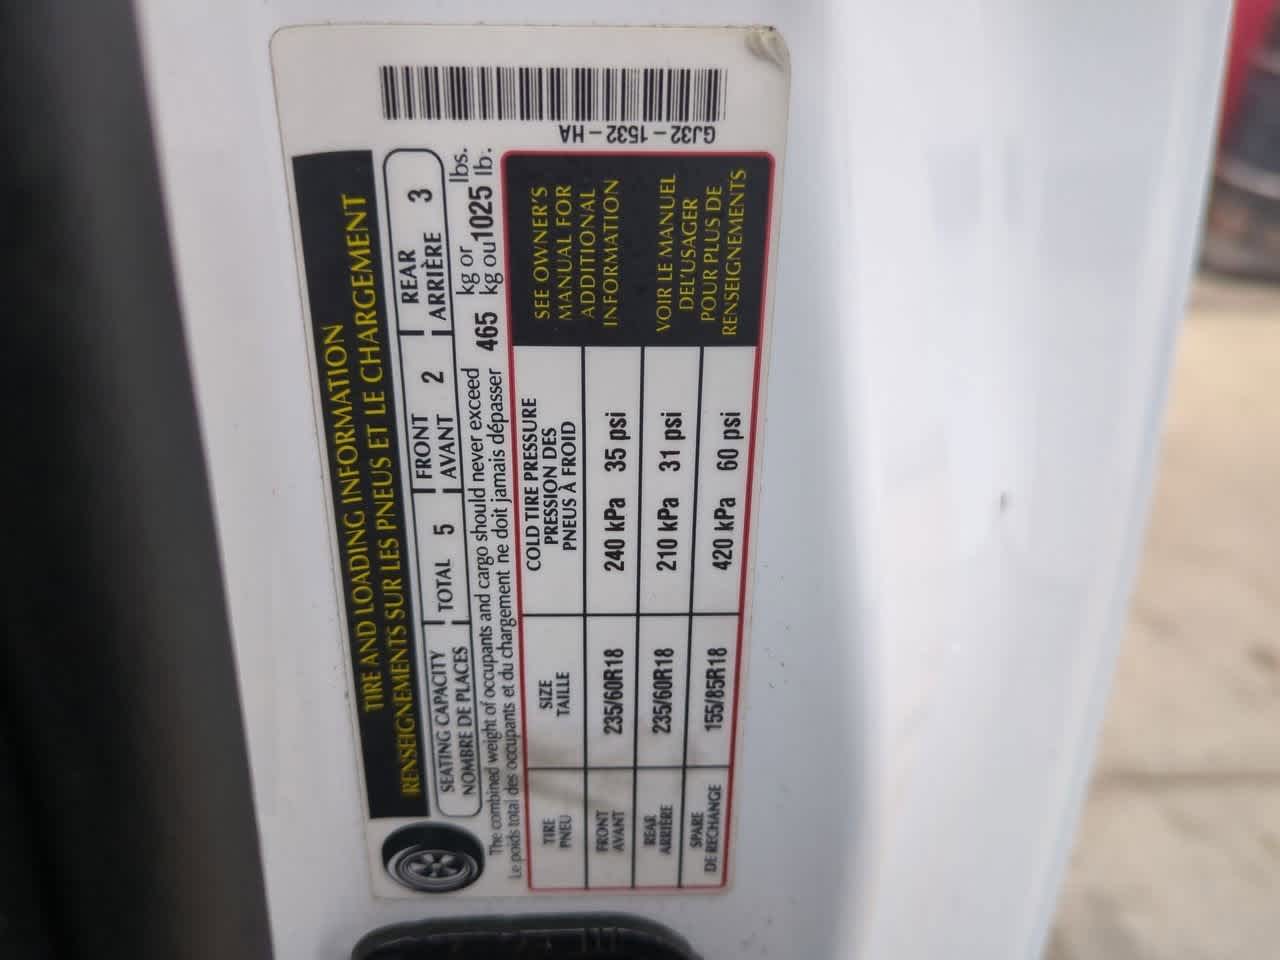 TIRE AND LOADING INFORMATION
RENSEIGNEMENTS SUR LES PNEUS ET LE CHARGEMENT
SEATING CAPACITY
NOMBRE DE PLACES
TOTAL 5
FRONT
AVANT 2
REAR
ARRIÈRE 3
The combined weight of occupants and cargo should never exceed
Le poids total des occupants et du chargement ne doit jamais dépasser
465
kg or
kg ou
1025
lbs.
lb.
TIRE
PNEU
SIZE
TAILLE
COLD TIRE PRESSURE
PRESSION DES
PNEUS À FROID
FRONT
AVANT
235/60R18
240 kPa 35 psi
REAR
ARRIÈRE
235/60R18
210 kPa 31 psi
SPARE
DE RECHANGE
155/85R18
420 kPa 60 psi
SEE OWNER'S
MANUAL FOR
ADDITIONAL
INFORMATION
VOIR LE MANUEL
DEL'USAGER
POUR PLUS DE
RENSEIGNEMENTS
GJ32-1532-HA